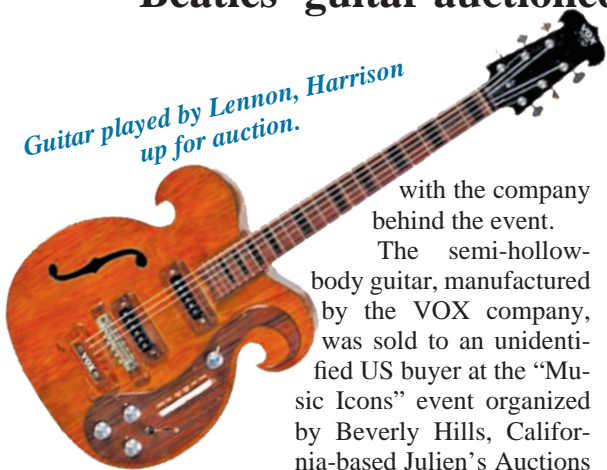 Beatles' guitar auctioned
Guitar played by Lennon, Harrison
up for auction.
VOX
with the company
behind the event.
The semi-hollow-
body guitar, manufactured
by the VOX company,
was sold to an unidenti-
fied US buyer at the “Mu-
sic Icons” event organized
by Beverly Hills, Califor-
nia-based Julien's Auctions
VOX